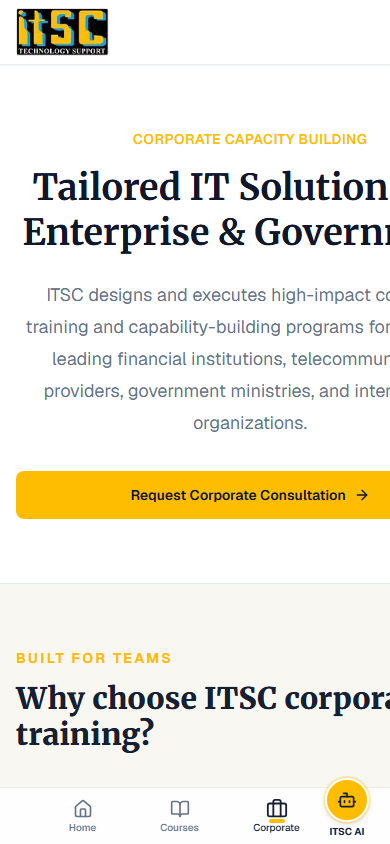 itSC
TECHNOLOGY SUPPORT
CORPORATE CAPACITY BUILDING
Tailored IT Solution
Enterprise & Govern
ITSC designs and executes high-impact co
training and capability-building programs for
leading financial institutions, telecommun
providers, government ministries, and inter
organizations.
Request Corporate Consultation →
BUILT FOR TEAMS
Why choose ITSC corpora
training?
Home
Courses
Corporate
ITSC AI